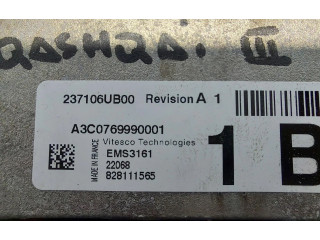 QASHQAI III
237106UB00 Revision A 1
A3C0769990001
Vitesco Technologies
MADE IN FRANCE
EMS3161
22068
828111565
1 B